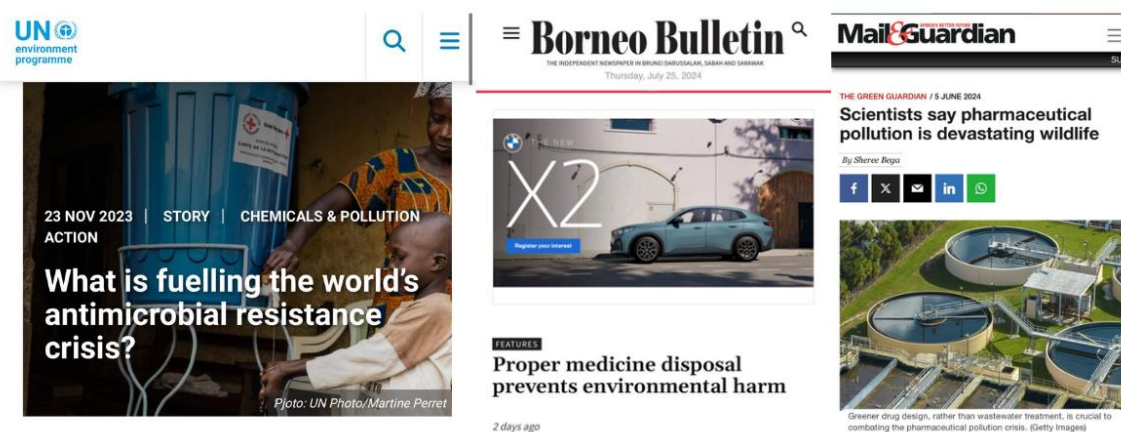 UN
environment
programme
23 NOV 2023 | STORY | CHEMICALS & POLLUTION
ACTION
What is fuelling the world's
antimicrobial resistance
crisis?
Pjoto: UN Photo/Martine Perret
Borneo Bulletin
THE INDEPENDENT NEWSPAPER IN BRUNEI DARUSSALAM, SABAH AND SARAWAK
Thursday, July 25, 2024
THE NEW
X2
Register your interest
FEATURES
Proper medicine disposal
prevents environmental harm
2 days ago
AFRICA'S BETTER FUTURE
Mail&Guardian
SU
THE GREEN GUARDIAN / 5 JUNE 2024
Scientists say pharmaceutical
pollution is devastating wildlife
By Sheree Bega
Greener drug design, rather than wastewater treatment, is crucial to
combating the pharmaceutical pollution crisis. (Getty Images)